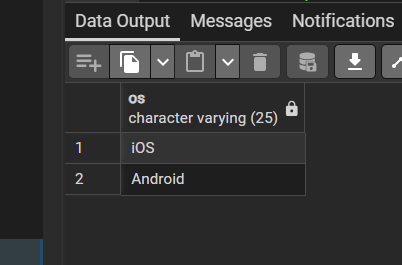 Data Output Messages Notifications
os
character varying (25)
1 iOS
2 Android